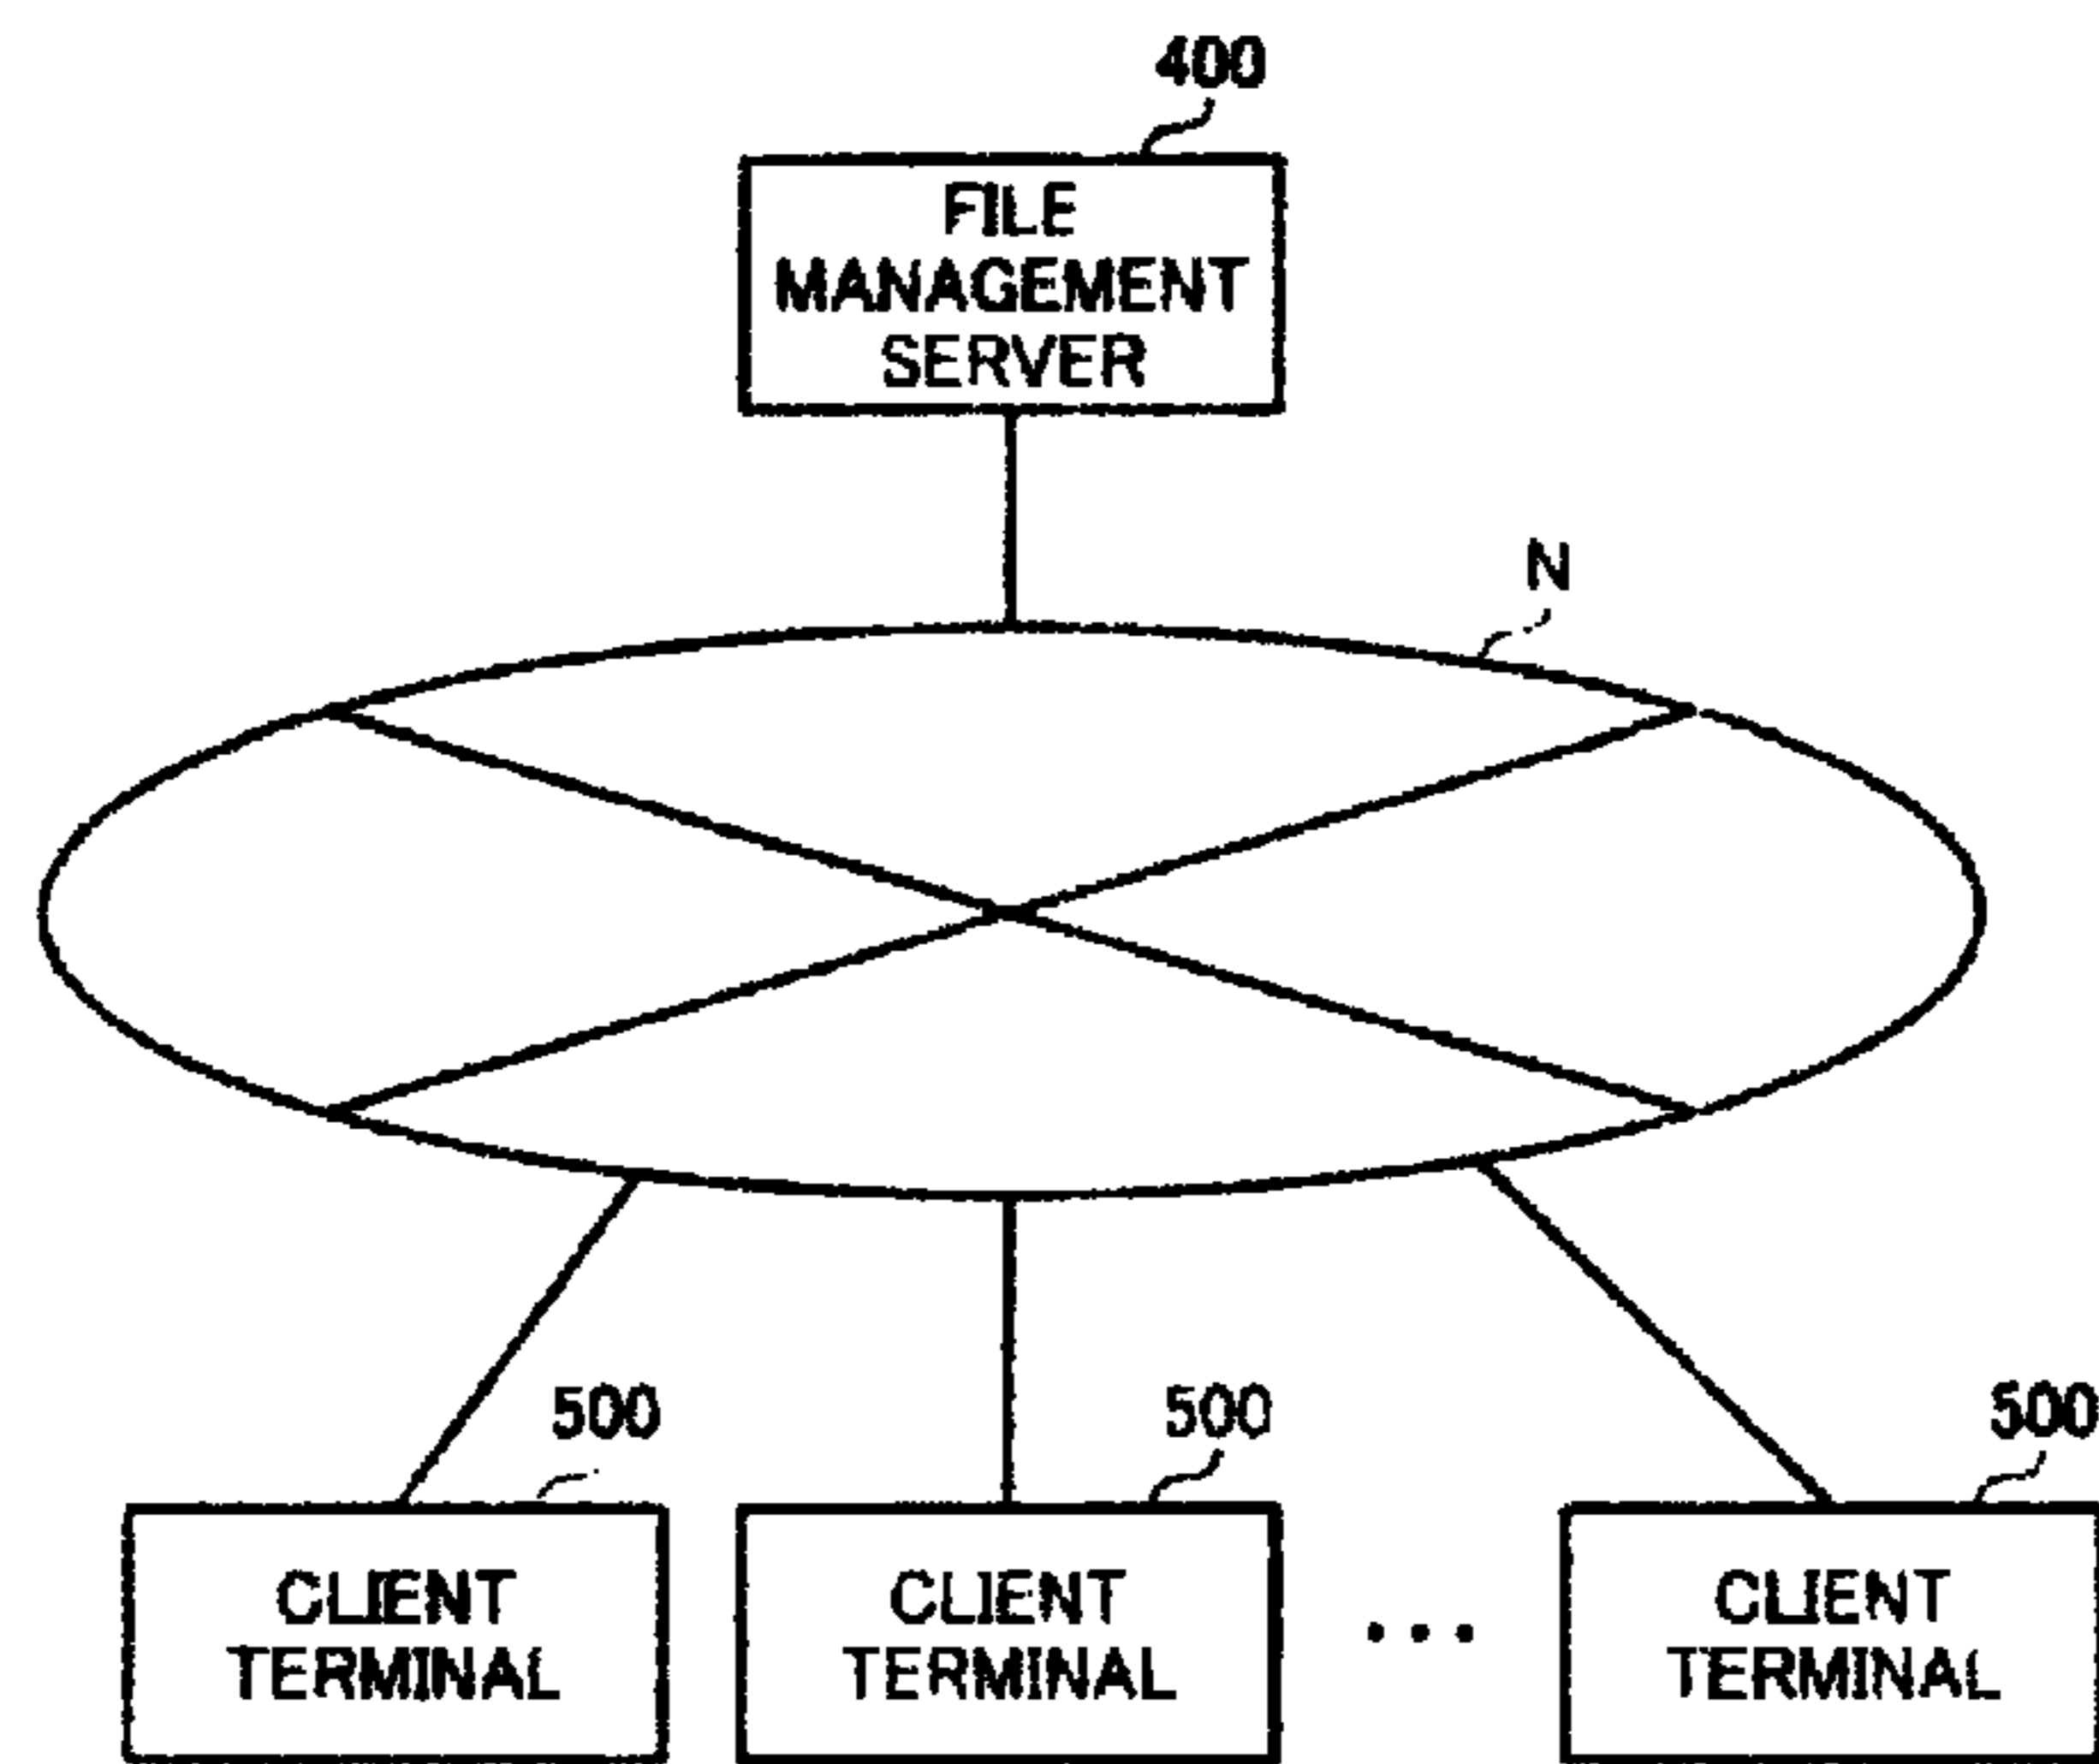 400
FILE
MANAGEMENT
SERVER
N
500
500
500
CLIENT
TERMINAL
CLIENT
TERMINAL
...
CLIENT
TERMINAL